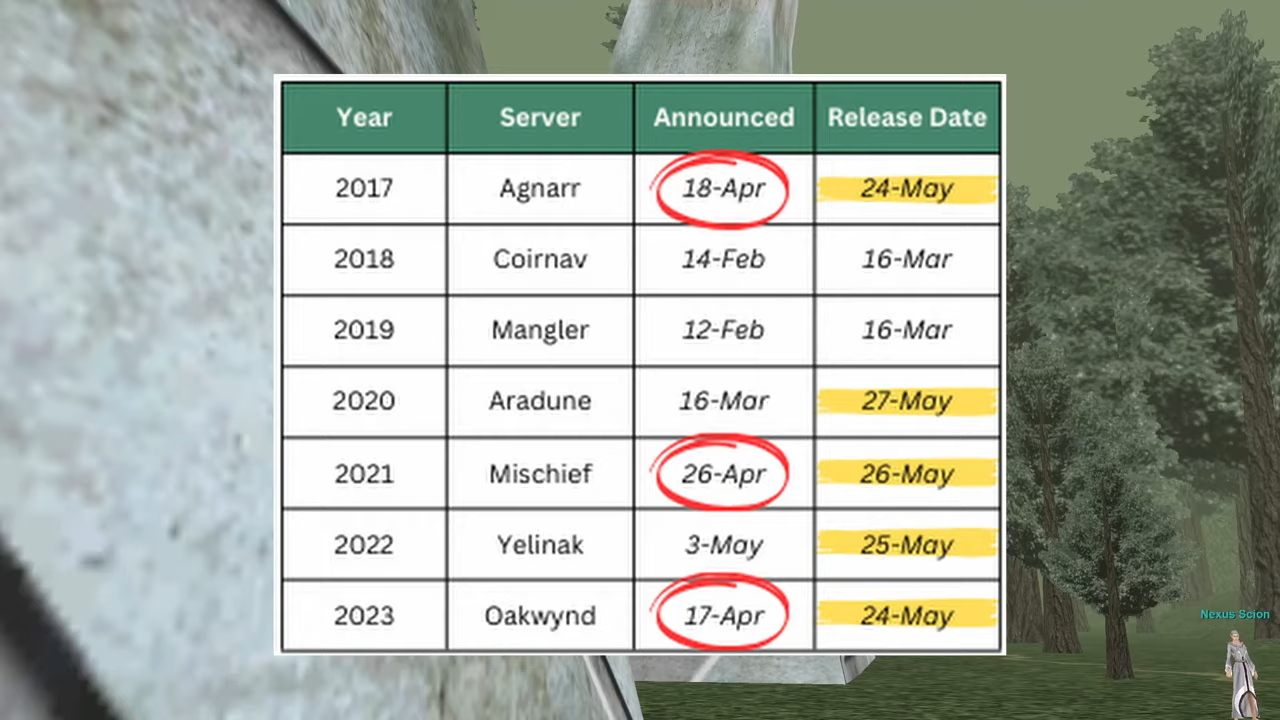 Year Server Announced Release Date
2017 Agnarr 18-Apr 24-May
2018 Coirnav 14-Feb 16-Mar
2019 Mangler 12-Feb 16-Mar
2020 Aradune 16-Mar 27-May
2021 Mischief 26-Apr 26-May
2022 Yelinak 3-May 25-May
2023 Oakwynd 17-Apr 24-May
Nexus Scion